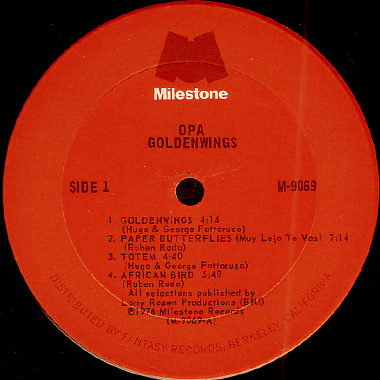 Milestone
OPA
GOLDENWINGS
SIDE 1 M-9069
1. GOLDENWINGS 4:14
(Hugo & George Fattoruso)
2. PAPER BUTTERFLIES (Muy Lejo Te Vas) 7:14
(Ruben Rada)
3. TOTEM 4:40
(Hugo & George Fattoruso)
4. AFRICAN BIRD 5:40
(Ruben Rada)
All selections published by
Larry Rosen Productions (BMI)
℗1976 Milestone Records
(M-9069-A)
DISTRIBUTED BY FANTASY RECORDS, BERKELEY, CALIFORNIA